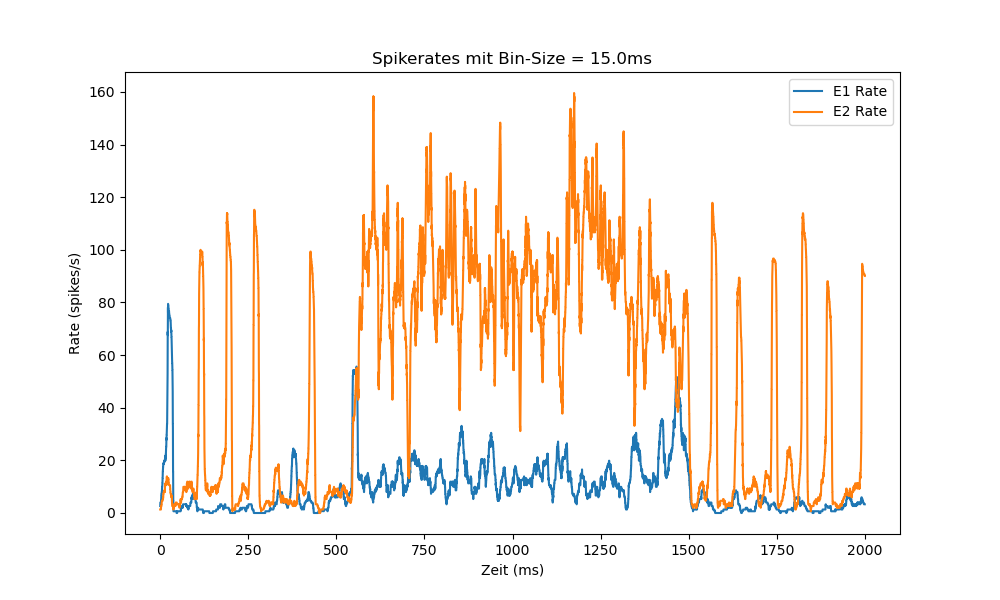 Spikerates mit Bin-Size = 15.0ms
E1 Rate
E2 Rate
160
140
120
100
80
60
40
20
0
Rate (spikes/s)
0 250 500 750 1000 1250 1500 1750 2000
Zeit (ms)